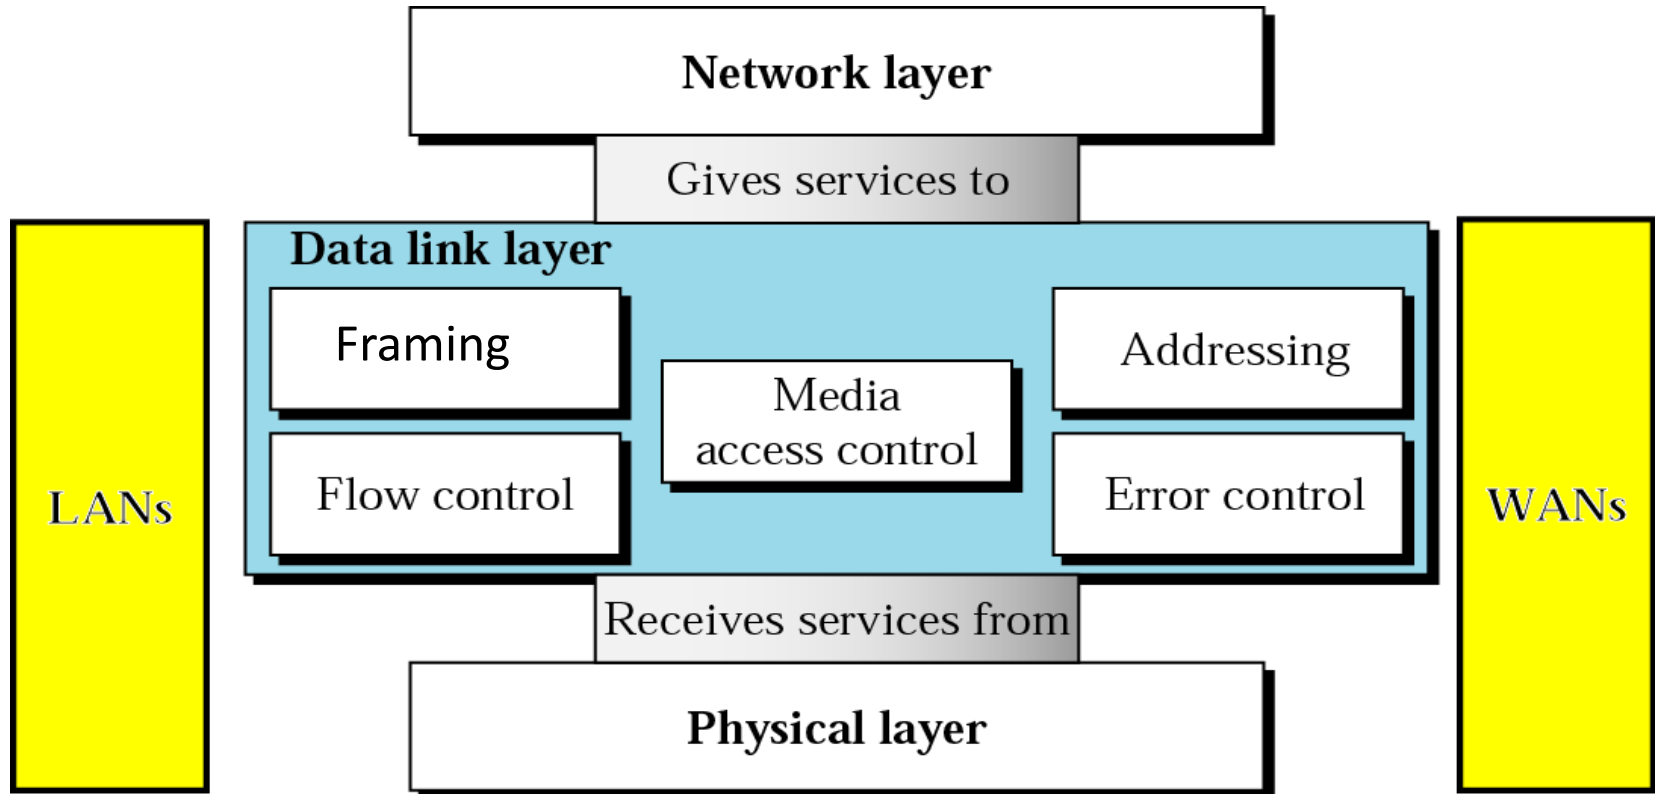 Network layer
Gives services to
Data link layer
Framing
Addressing
Media
access control
Flow control
Error control
LANs
WANs
Receives services from
Physical layer